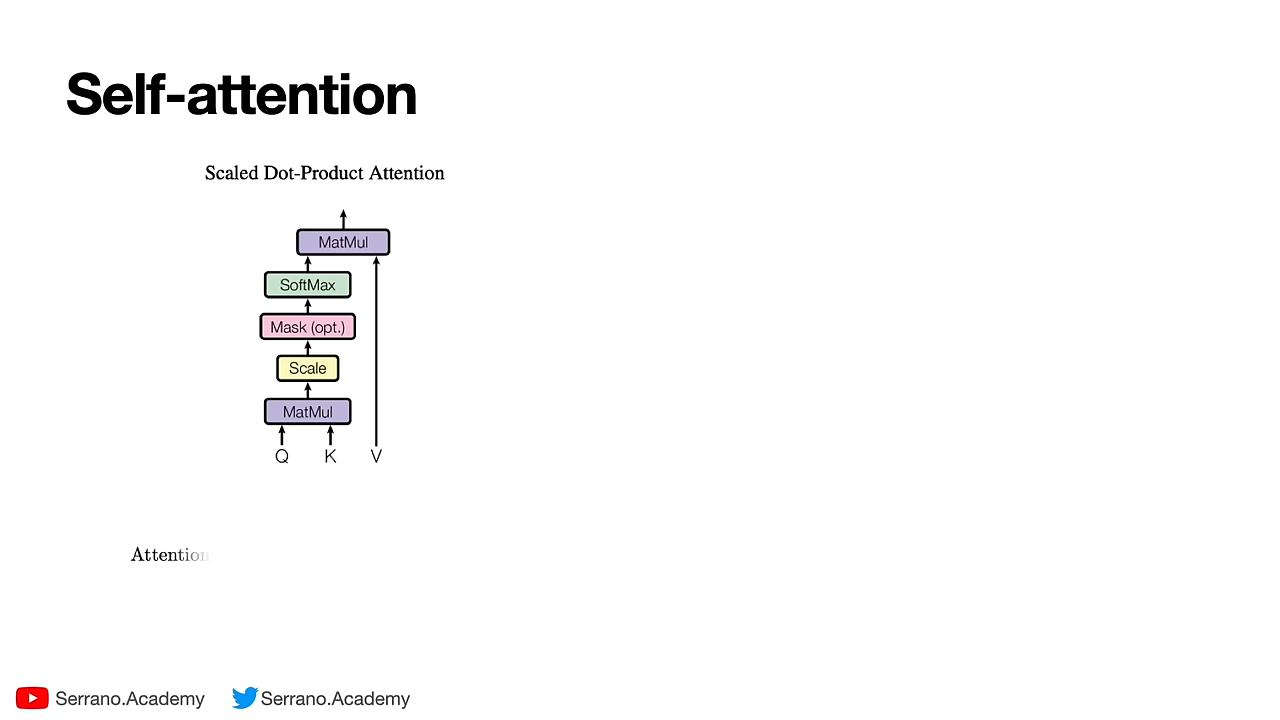 Self-attention
Scaled Dot-Product Attention
MatMul
SoftMax
Mask (opt.)
Scale
MatMul
Q K V
Attention
Serrano.Academy Serrano.Academy